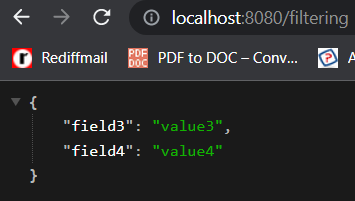 localhost:8080/filtering
Rediffmail
PDF DOC
PDF to DOC – Conv...
{
"field3": "value3",
"field4": "value4"
}